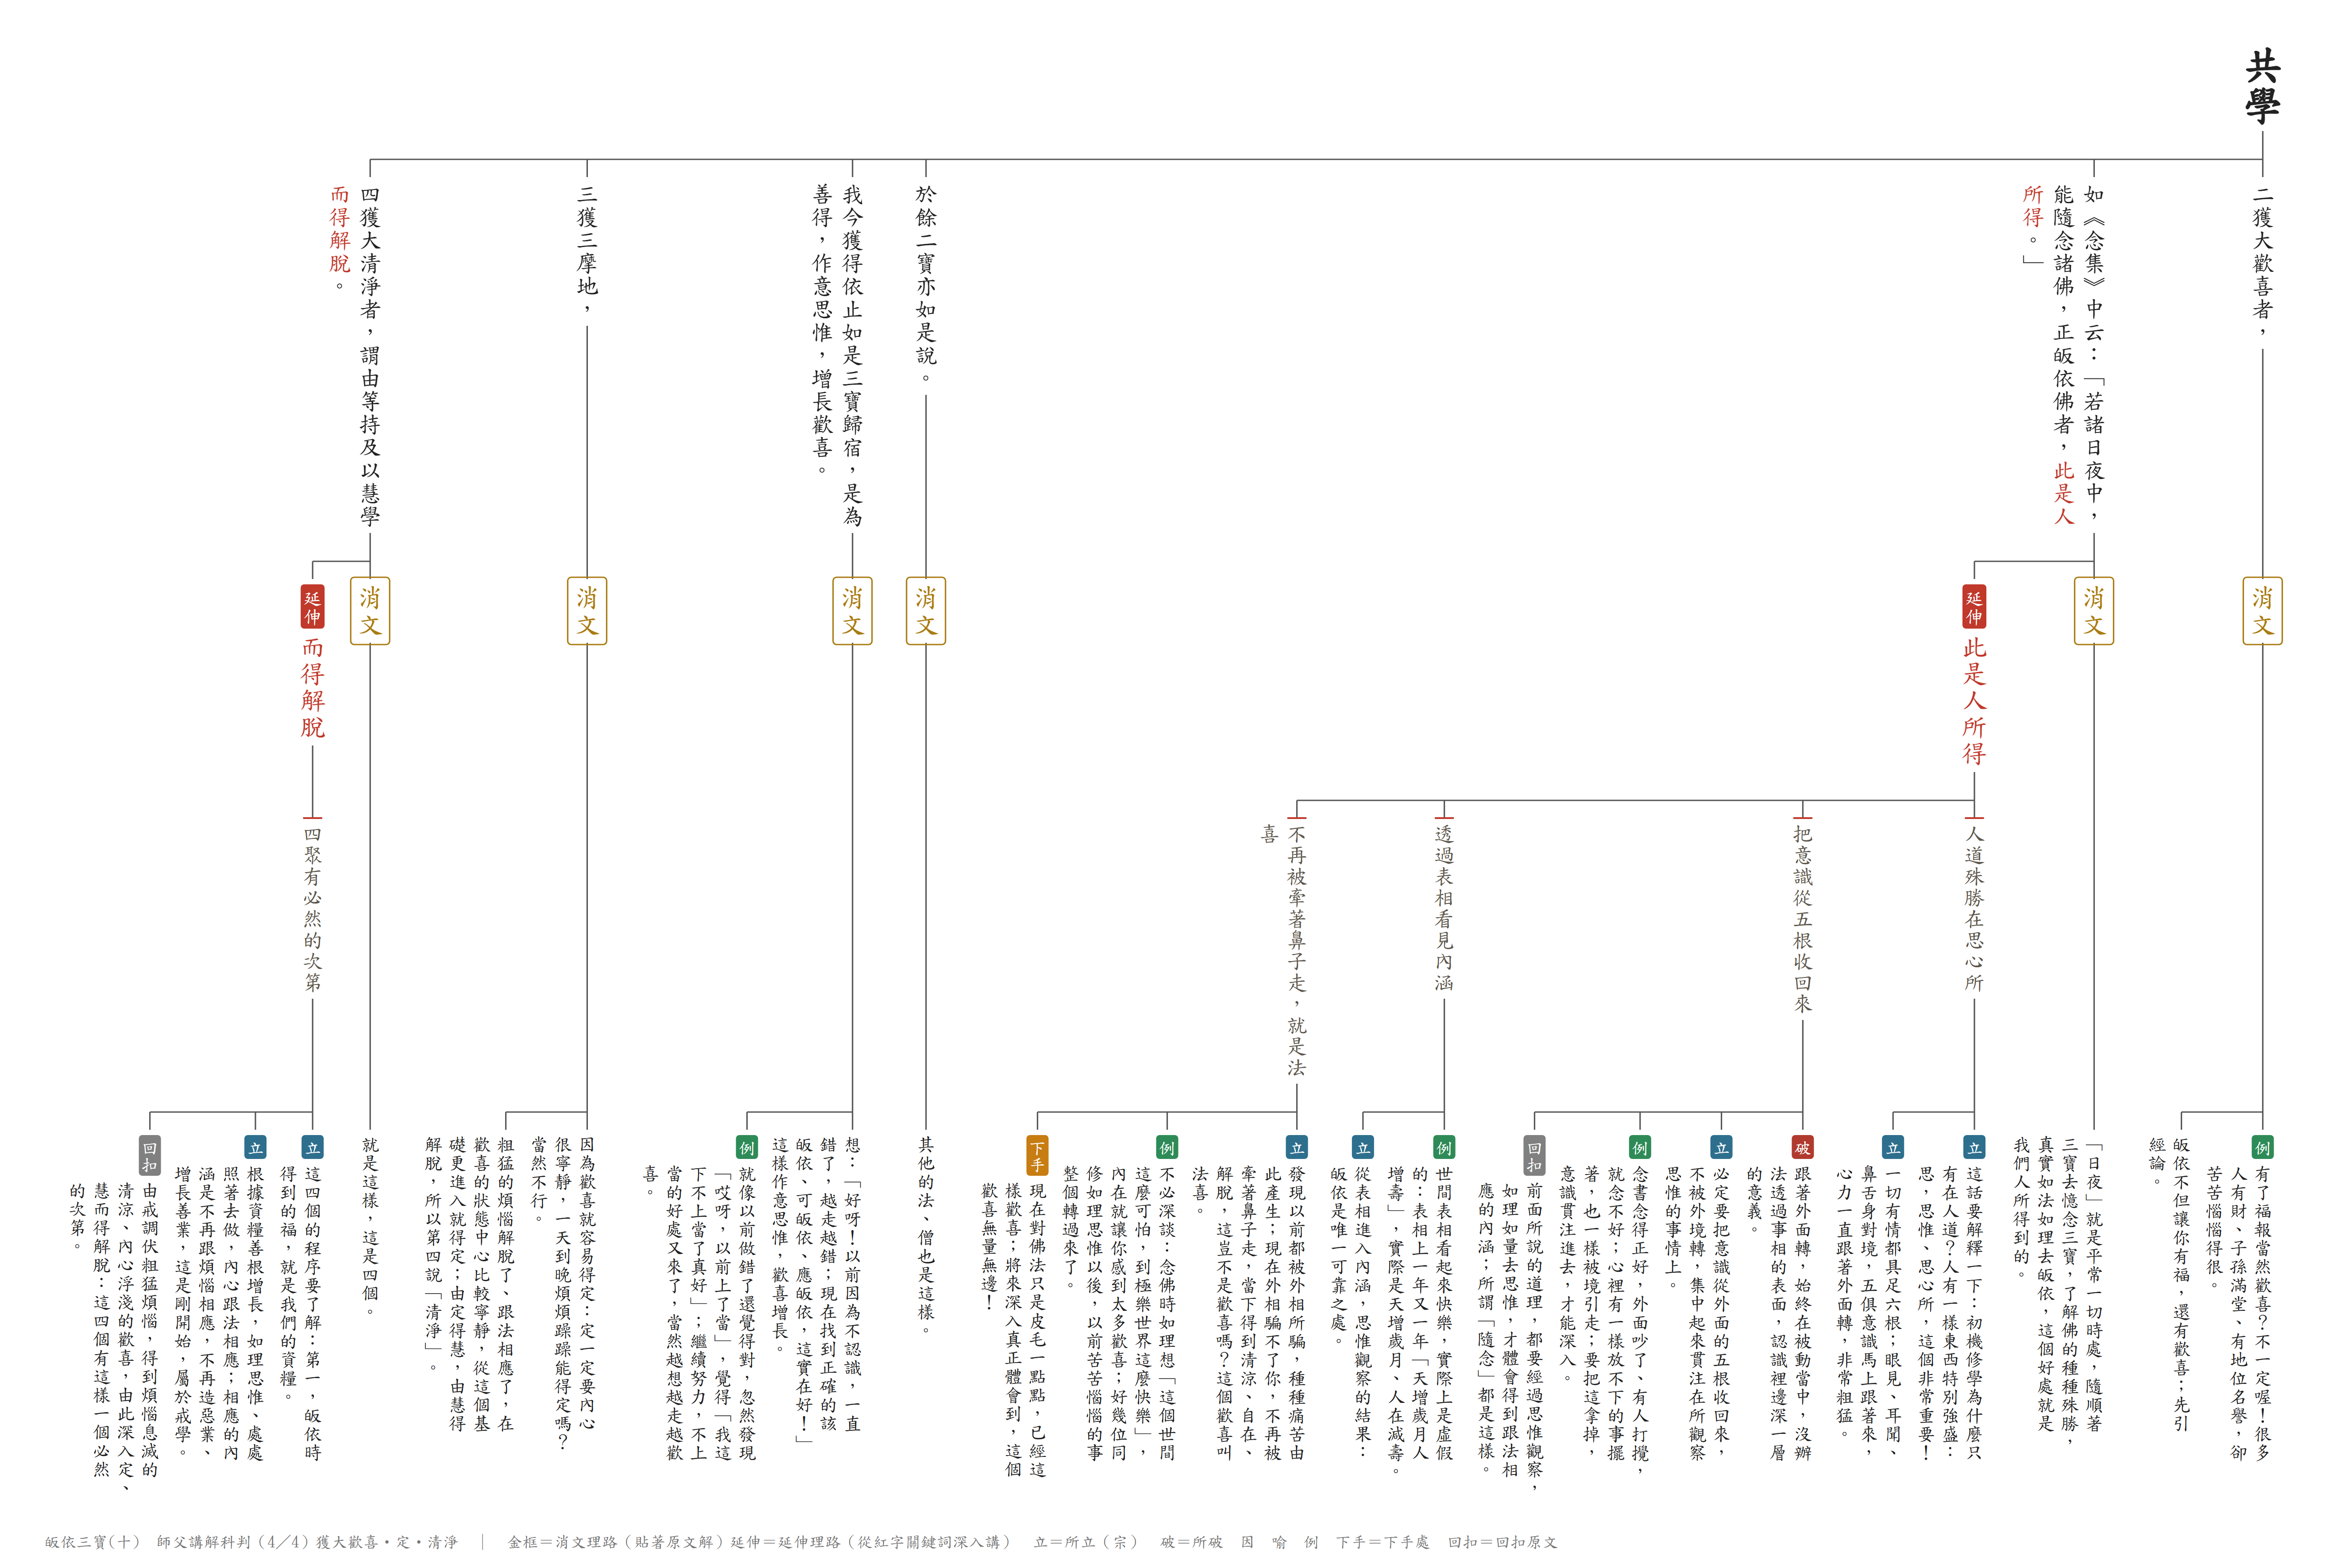 共學
二獲大歡喜者，
如《念集》中云：「若諸日夜中，
能隨念諸佛，正皈依佛者，此是人
所得。」
於餘二寶亦如是說。
我今獲得依止如是三寶歸宿，是為
善得，作意思惟，增長歡喜。
三獲三摩地，
四獲大清淨者，謂由等持及以慧學
而得解脫。
消文
消文
延伸
此是人所得
消文
消文
消文
消文
延伸
而得解脫
人道殊勝在思心所
把意識從五根收回來
透過表相看見內涵
不再被牽著鼻子走，就是法
喜
四聚有必然的次第
例
有了福報當然歡喜？不一定喔！很多
人有財、子孫滿堂、有地位名譽，卻
苦苦惱惱得很。
皈依不但讓你有福，還有歡喜；先引
經論。
「日夜」就是平常一切時處，隨順著
三寶去憶念三寶，了解佛的種種殊勝，
真實如法如理去皈依，這個好處就是
我們人所得到的。
立
這話要解釋一下：初機修學為什麼只
有在人道？人有一樣東西特別強盛：
思，思惟、思心所，這個非常重要！
立
一切有情都具足六根；眼見、耳聞、
鼻舌身對境，五俱意識馬上跟著來，
心力一直跟著外面轉，非常粗猛。
破
跟著外面轉，始終在被動當中，沒辦
法透過事相的表面，認識裡邊深一層
的意義。
立
必定要把意識從外面的五根收回來，
不被外境轉，集中起來貫注在所觀察
思惟的事情上。
例
念書念得正好，外面吵了、有人打攪，
就念不好；心裡有一樣放不下的事擺
著，也一樣被境引走；要把這拿掉，
意識貫注進去，才能深入。
回扣
前面所說的道理，都要經過思惟觀察，
如理如量去思惟，才體會得到跟法相
應的內涵；所謂「隨念」都是這樣。
例
世間表相看起來快樂，實際上是虛假
的：表相上一年又一年「天增歲月人
增壽」，實際是天增歲月、人在減壽。
立
從表相進入內涵，思惟觀察的結果：
皈依是唯一可靠之處。
立
發現以前都被外相所騙，種種痛苦由
此產生；現在外相騙不了你，不再被
牽著鼻子走，當下得到清涼、自在、
解脫，這豈不是歡喜嗎？這個歡喜叫
法喜。
例
不必深談：念佛時如理想「這個世間
這麼可怕，到極樂世界這麼快樂」，
內在就讓你感到太多歡喜；好幾位同
修如理思惟以後，以前苦苦惱惱的事
整個轉過來了。
下手
現在對佛法只是皮毛一點點，已經這
樣歡喜；將來深入真正體會到，這個
歡喜無量無邊！
其他的法、僧也是這樣。
想：「好呀！以前因為不認識，一直
錯了，越走越錯；現在找到正確的該
皈依、可皈依、應皈依，這實在好！」
這樣作意思惟，歡喜增長。
例
就像以前做錯了還覺得對，忽然發現
「哎呀，以前上了當」，覺得「我這
下不上當了真好」；繼續努力，不上
當的好處又來了，當然越想越走越歡
喜。
因為歡喜就容易得定：定一定要內心
很寧靜，一天到晚煩煩躁躁能得定嗎？
當然不行。
粗猛的煩惱解脫了、跟法相應了，在
歡喜的狀態中心比較寧靜，從這個基
礎更進入就得定；由定得慧，由慧得
解脫，所以第四說「清淨」。
就是這樣，這是四個。
立
這四個的程序要了解：第一，皈依時
得到的福，就是我們的資糧。
立
根據資糧善根增長，如理思惟、處處
照著去做，內心跟法相應；相應的內
涵是不再跟煩惱相應，不再造惡業、
增長善業，這是剛開始，屬於戒學。
回扣
由戒調伏粗猛煩惱，得到煩惱息滅的
清涼、內心浮淺的歡喜，由此深入定、
慧而得解脫：這四個有這樣一個必然
的次第。
皈依三寶（十）　師父講解科判（4／4）獲大歡喜・定・清淨　｜　金框＝消文理路（貼著原文解）延伸＝延伸理路（從紅字關鍵詞深入講）　立＝所立（宗）　破＝所破　因　喻　例　下手＝下手處　回扣＝回扣原文